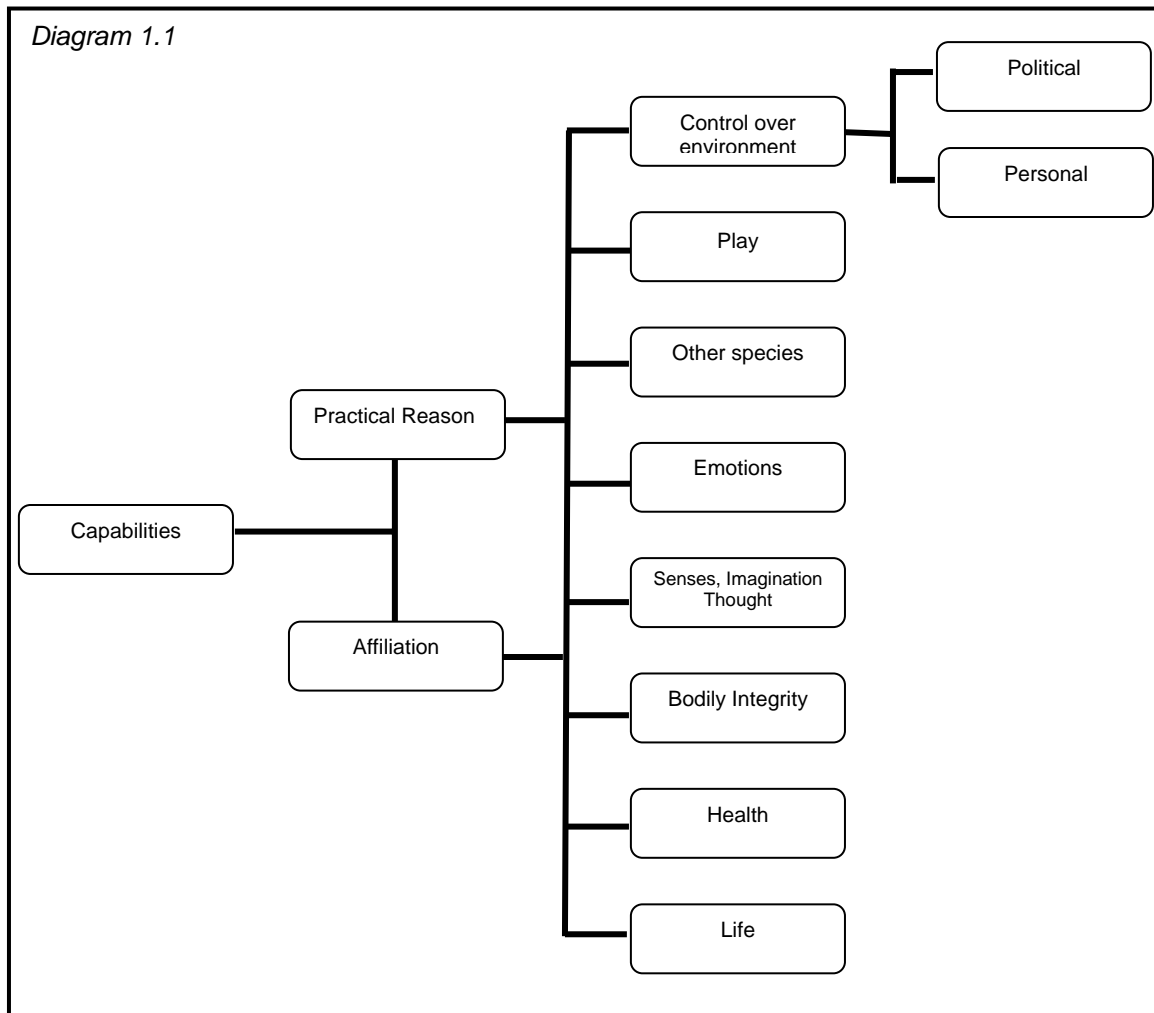 Diagram 1.1
Political
Control over
environment
Personal
Play
Other species
Practical Reason
Emotions
Capabilities
Senses, Imagination
Thought
Affiliation
Bodily Integrity
Health
Life